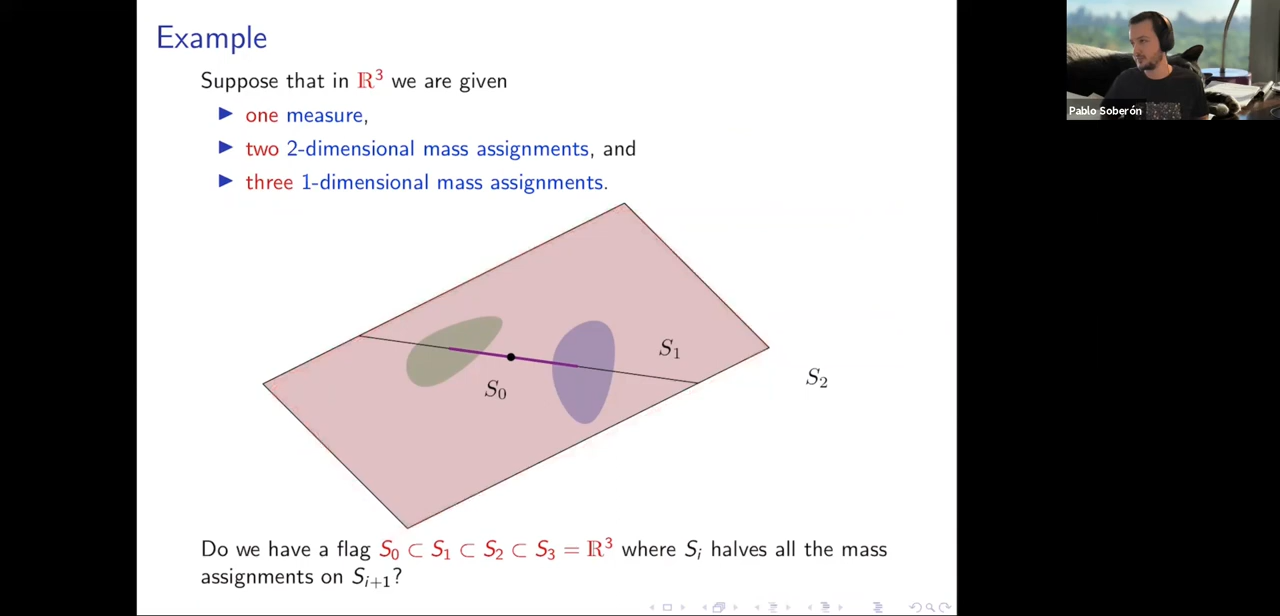 Example
Suppose that in ℝ³ we are given
▶ one measure,
▶ two 2-dimensional mass assignments, and
▶ three 1-dimensional mass assignments.
S₁
S₂
S₀
Do we have a flag S₀ ⊂ S₁ ⊂ S₂ ⊂ S₃ = ℝ³ where Sᵢ halves all the mass
assignments on Sᵢ₊₁?
Pablo Soberón